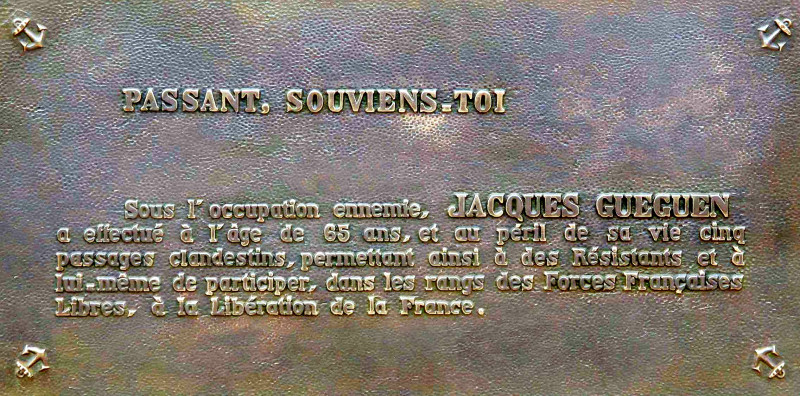 PASSANT, SOUVIENS-TOI
Sous l'occupation ennemie, JACQUES GUEGUEN
a effectué à l'âge de 65 ans, et au péril de sa vie cinq
passages clandestins, permettant ainsi à des Résistants et à
lui-même de participer, dans les rangs des Forces Françaises
Libres, à la Libération de la France.